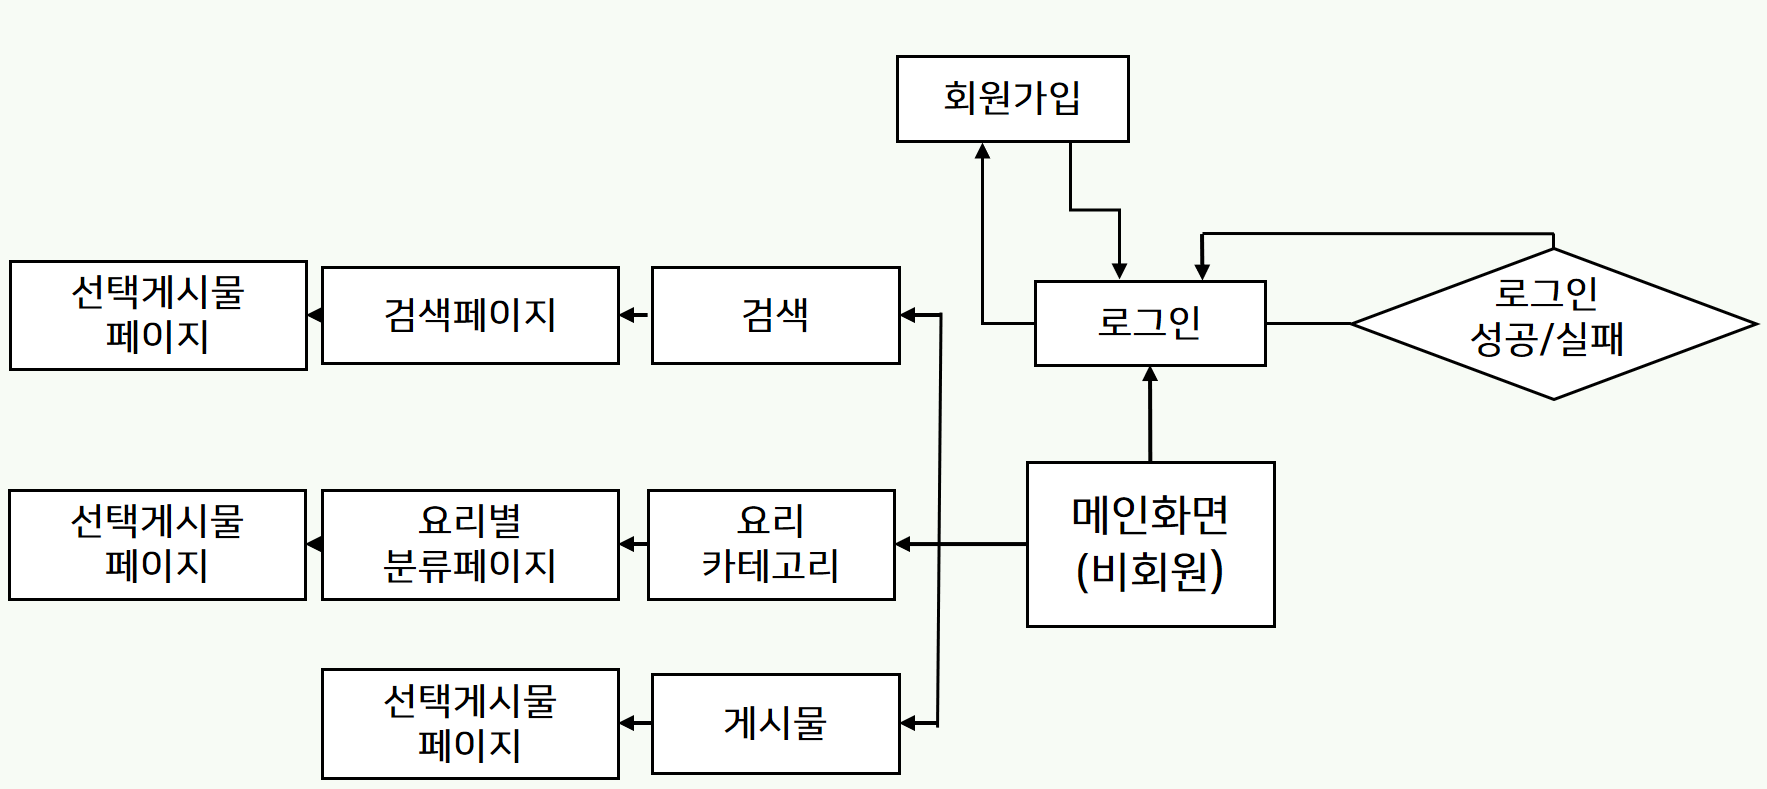 회원가입
선택게시물
페이지
검색페이지
검색
로그인
로그인
성공/실패
선택게시물
페이지
요리별
분류페이지
요리
카테고리
메인화면
(비회원)
선택게시물
페이지
게시물